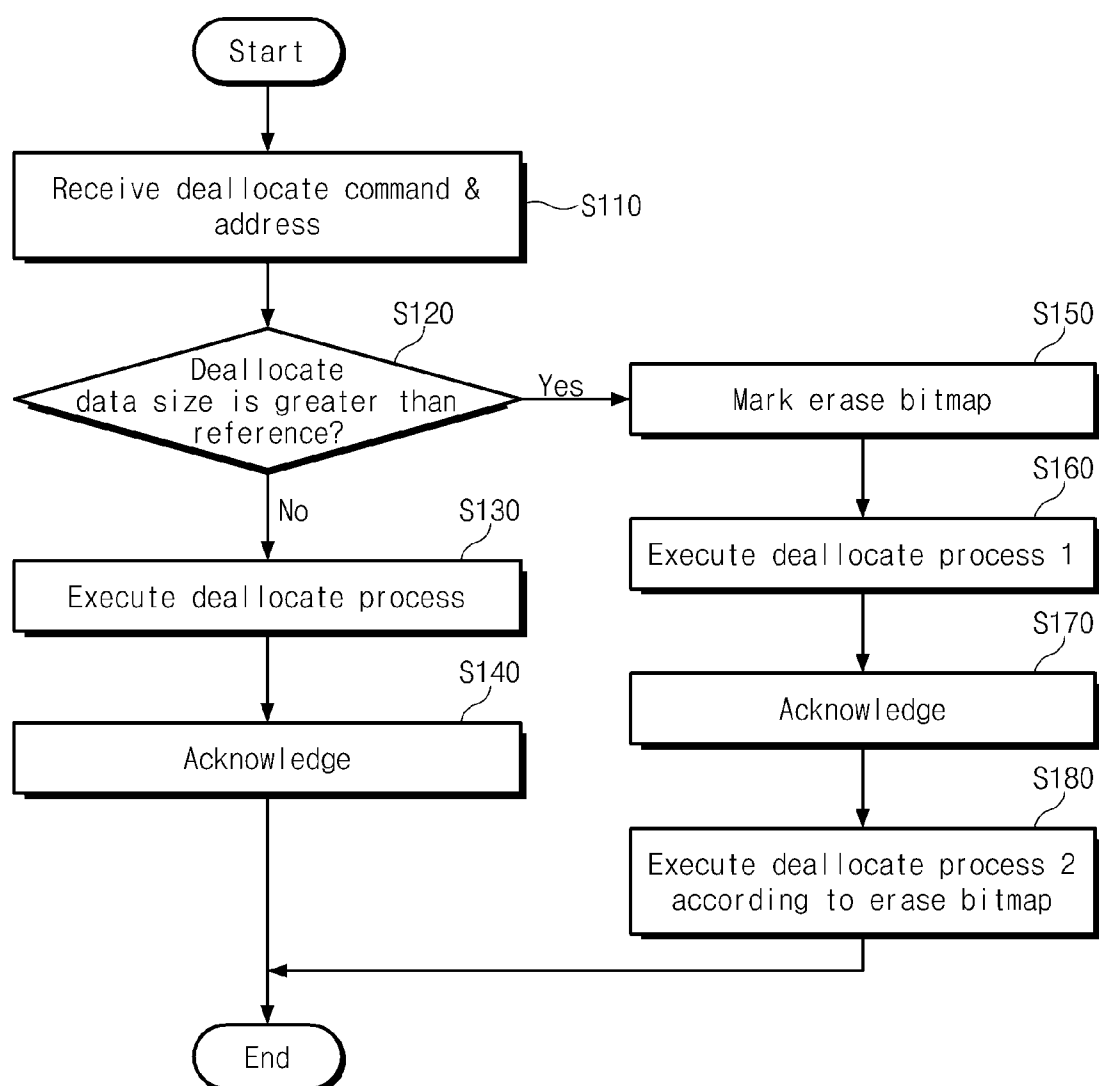 Start
Receive deallocate command &
address
S110
S120
Deallocate
data size is greater than
reference?
Yes
No
S130
Execute deallocate process
S140
Acknowledge
S150
Mark erase bitmap
S160
Execute deallocate process 1
S170
Acknowledge
S180
Execute deallocate process 2
according to erase bitmap
End